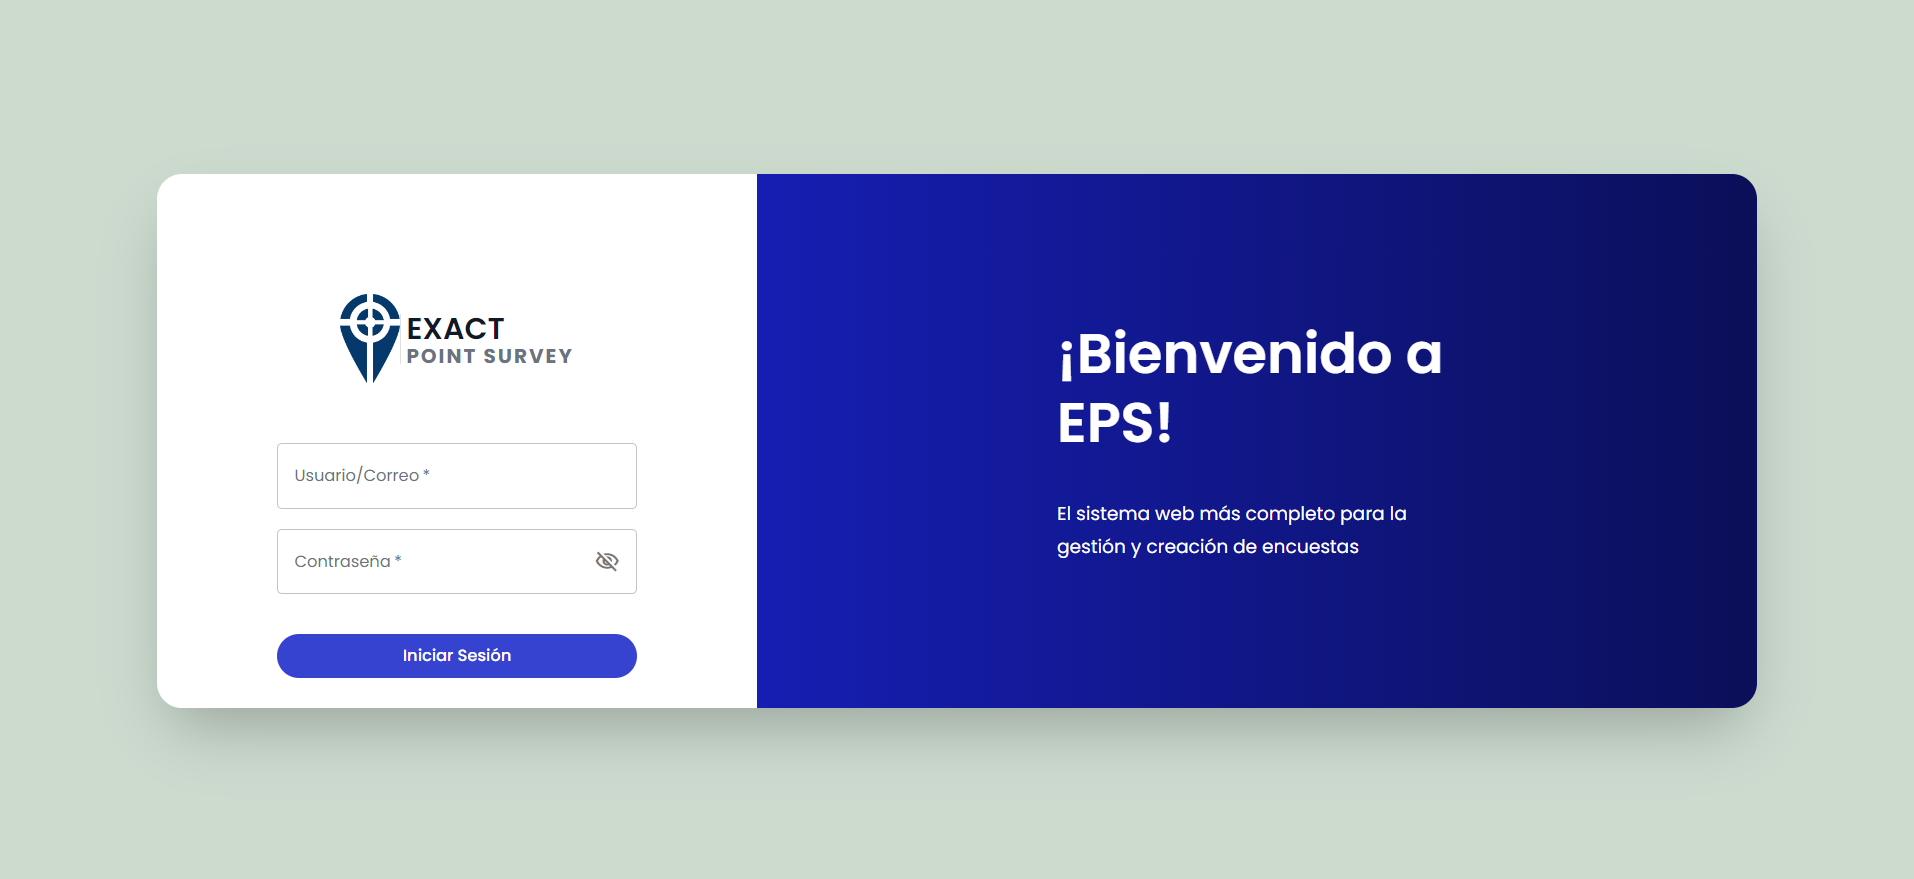 EXACT
POINT SURVEY
Usuario/Correo *
Contraseña *
Iniciar Sesión
¡Bienvenido a
EPS!
El sistema web más completo para la
gestión y creación de encuestas